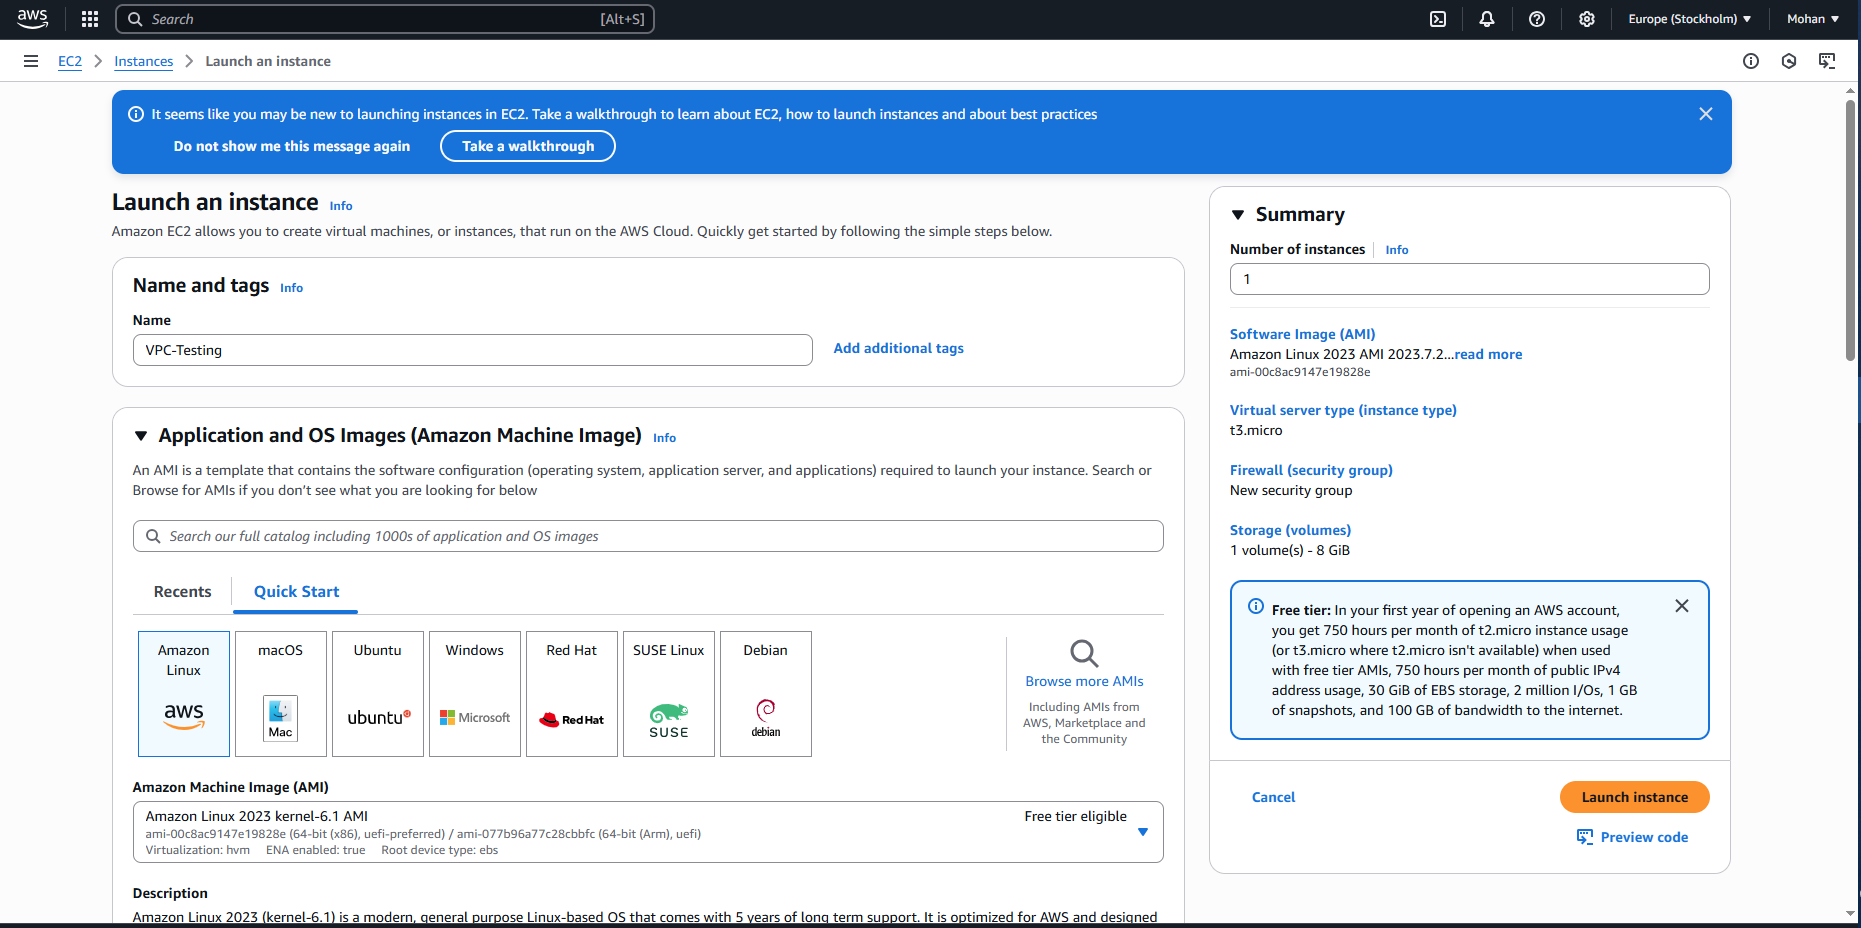 aws
Search
[Alt+S]
Europe (Stockholm)
Mohan
EC2
Instances
Launch an instance
It seems like you may be new to launching instances in EC2. Take a walkthrough to learn about EC2, how to launch instances and about best practices
Do not show me this message again
Take a walkthrough
Launch an instance Info
Amazon EC2 allows you to create virtual machines, or instances, that run on the AWS Cloud. Quickly get started by following the simple steps below.
Name and tags Info
Name
VPC-Testing
Add additional tags
Application and OS Images (Amazon Machine Image) Info
An AMI is a template that contains the software configuration (operating system, application server, and applications) required to launch your instance. Search or
Browse for AMIs if you don't see what you are looking for below
Search our full catalog including 1000s of application and OS images
Recents
Quick Start
Amazon
Linux
aws
macOS
Mac
Ubuntu
ubuntu
Windows
Microsoft
Red Hat
Red Hat
SUSE Linux
SUSE
Debian
debian
Browse more AMIs
Including AMIs from
AWS, Marketplace and
the Community
Amazon Machine Image (AMI)
Amazon Linux 2023 kernel-6.1 AMI
Free tier eligible
ami-00c8ac9147e19828e (64-bit (x86), uefi-preferred) / ami-077b96a77c28cbbfc (64-bit (Arm), uefi)
Virtualization: hvm ENA enabled: true Root device type: ebs
Description
Amazon Linux 2023 (kernel-6.1) is a modern, general purpose Linux-based OS that comes with 5 years of long term support. It is optimized for AWS and designed
Summary
Number of instances Info
1
Software Image (AMI)
Amazon Linux 2023 AMI 2023.7.2...read more
ami-00c8ac9147e19828e
Virtual server type (instance type)
t3.micro
Firewall (security group)
New security group
Storage (volumes)
1 volume(s) - 8 GiB
Free tier: In your first year of opening an AWS account,
you get 750 hours per month of t2.micro instance usage
(or t3.micro where t2.micro isn't available) when used
with free tier AMIs, 750 hours per month of public IPv4
address usage, 30 GiB of EBS storage, 2 million I/Os, 1 GB
of snapshots, and 100 GB of bandwidth to the internet.
Cancel
Launch instance
Preview code